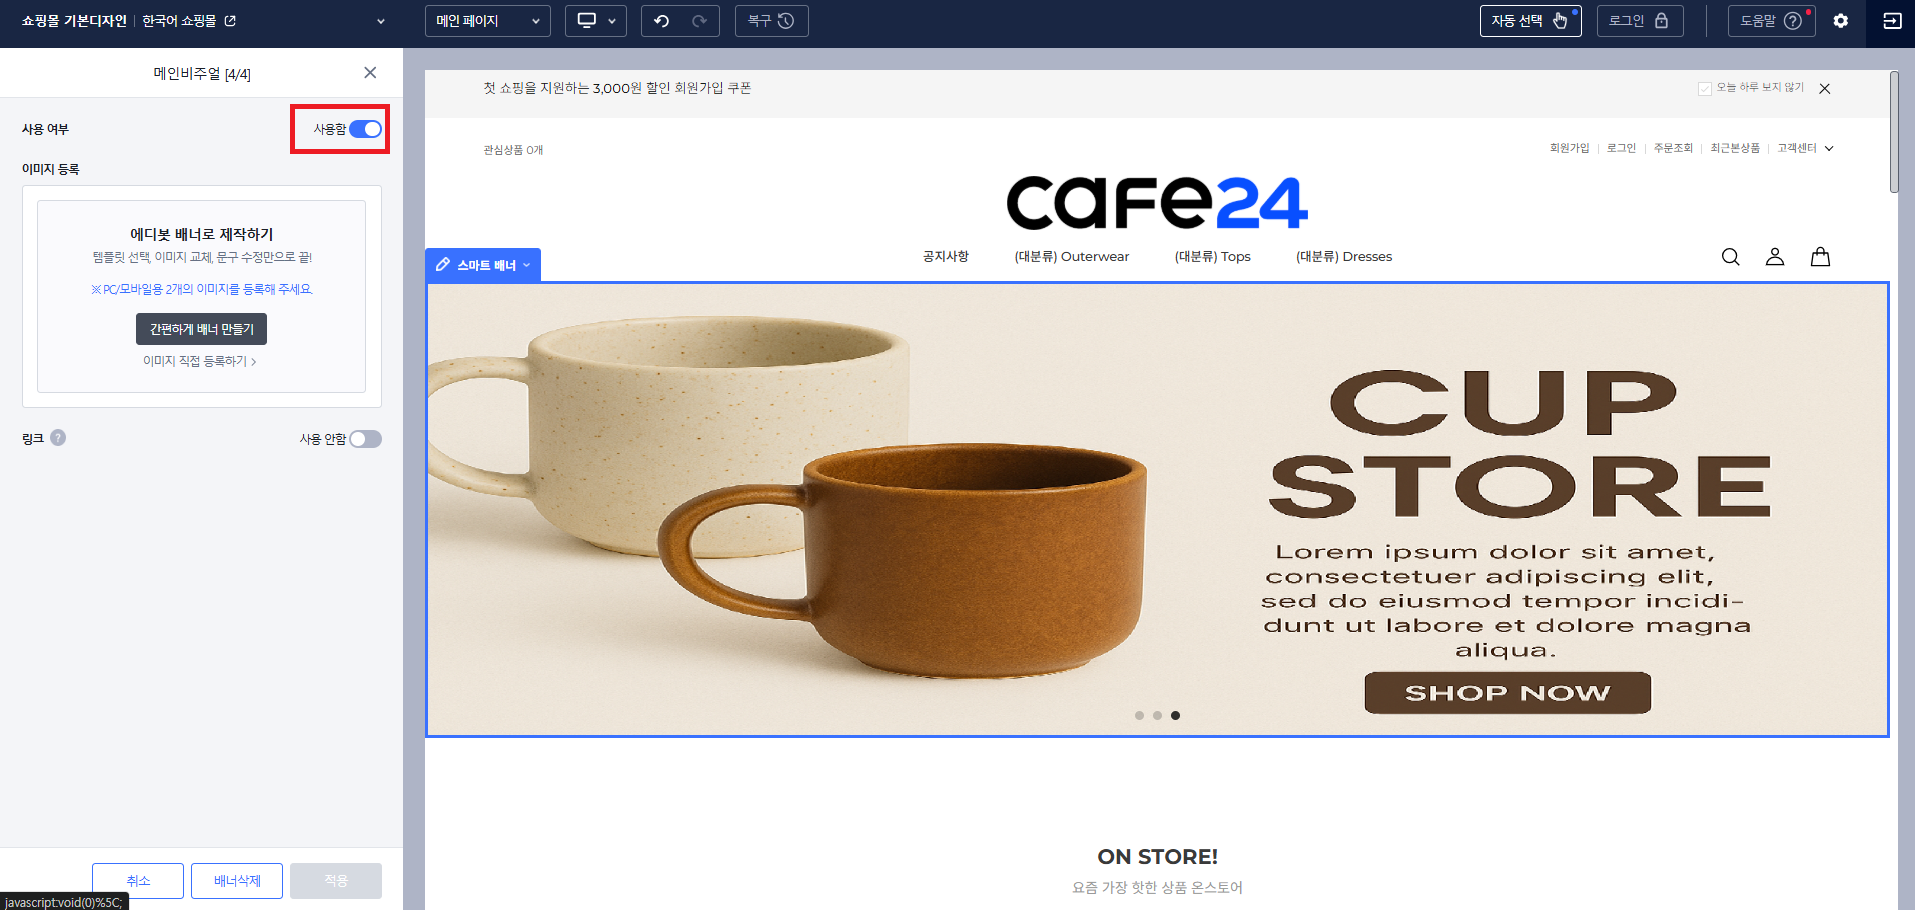 쇼핑몰 기본디자인 | 한국어 쇼핑몰
메인 페이지
복구
자동 선택
로그인
도움말
메인비주얼 [4/4]
사용 여부
사용함
이미지 등록
에디봇 배너로 제작하기
템플릿 선택, 이미지 교체, 문구 수정만으로 끝!
※ PC/모바일용 2개의 이미지를 등록해 주세요.
간편하게 배너 만들기
이미지 직접 등록하기 >
링크 ?
사용 안함
취소
배너삭제
적용
javascript:void(0)%5C;
첫 쇼핑을 지원하는 3,000원 할인 회원가입 쿠폰
오늘 하루 보지 않기
관심상품 0개
회원가입 | 로그인 | 주문조회 | 최근본상품 | 고객센터
cafe24
스마트 배너
공지사항
(대분류) Outerwear
(대분류) Tops
(대분류) Dresses
CUP
STORE
Lorem ipsum dolor sit amet,
consectetuer adipiscing elit,
sed do eiusmod tempor incidi-
dunt ut labore et dolore magna
aliqua.
SHOP NOW
ON STORE!
요즘 가장 핫한 상품 온스토어